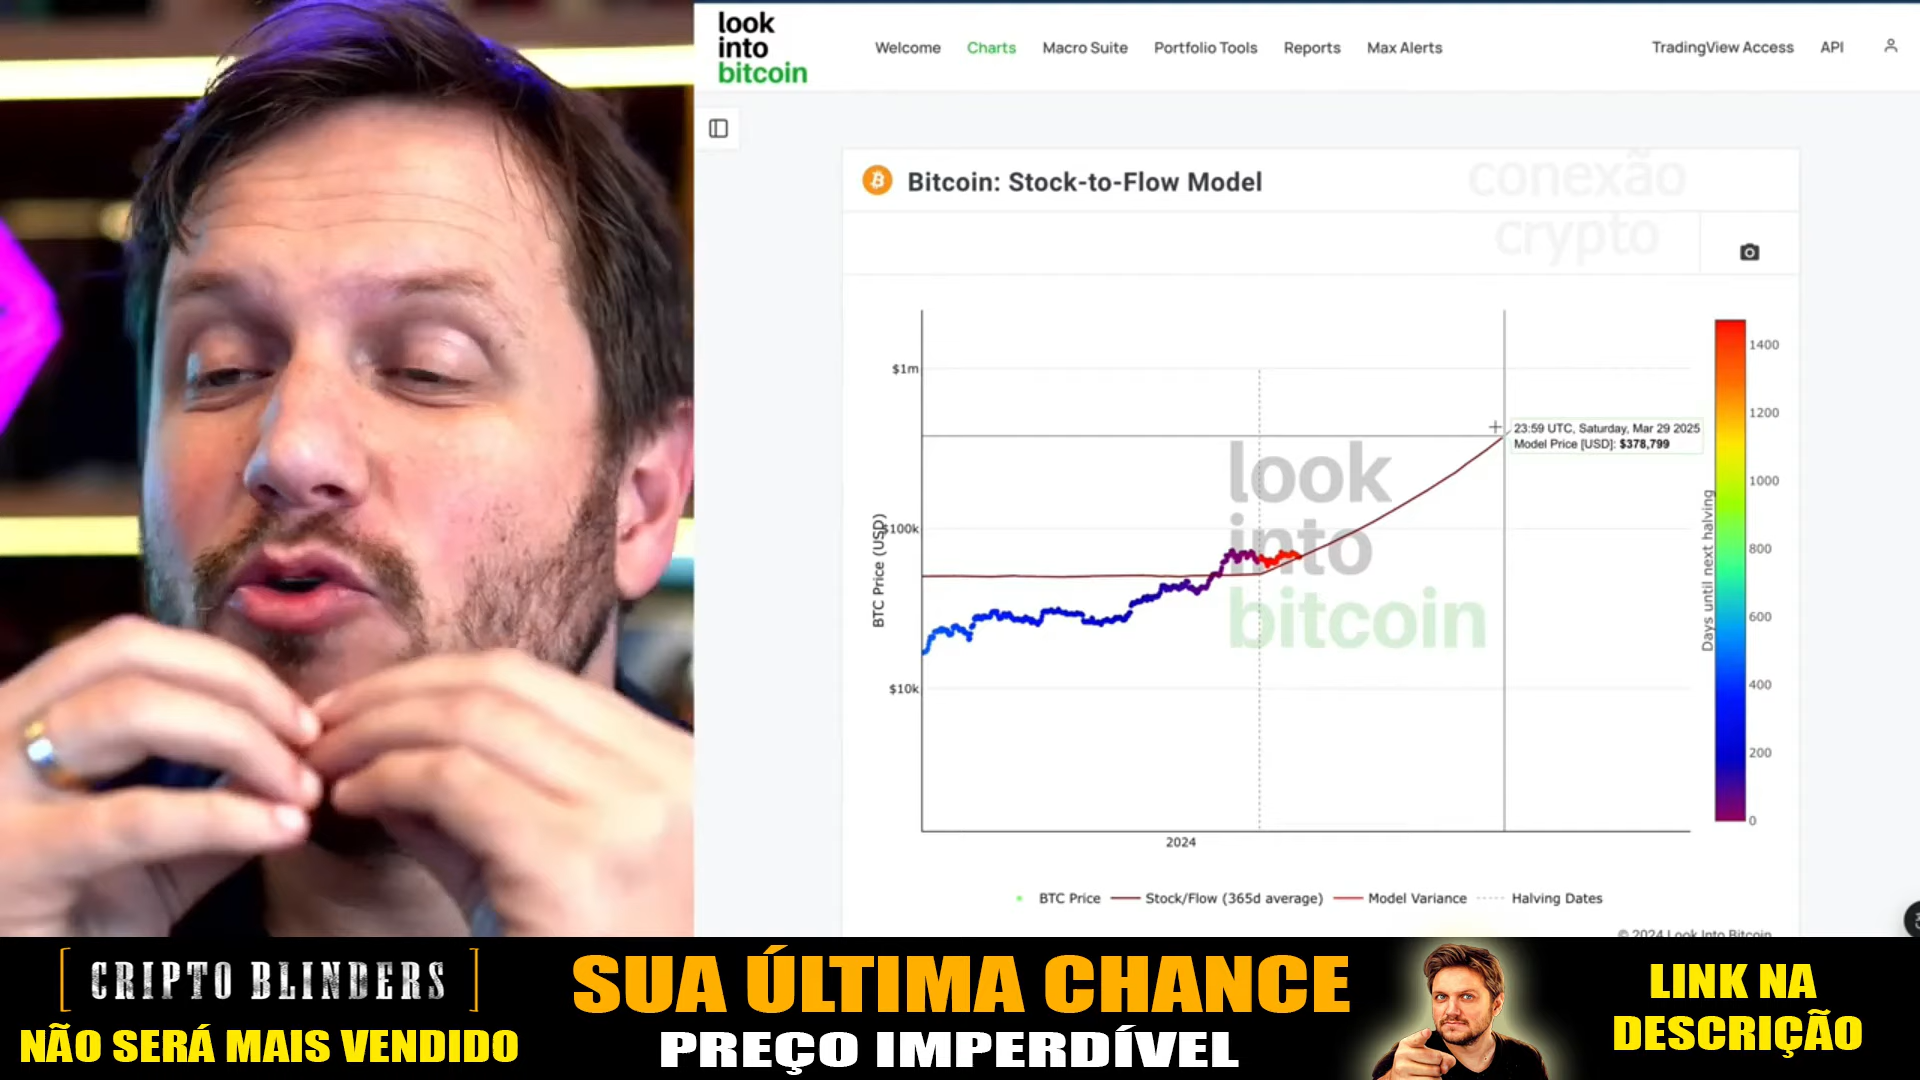 look
into
bitcoin
Welcome
Charts
Macro Suite
Portfolio Tools
Reports
Max Alerts
TradingView Access
API
Bitcoin: Stock-to-Flow Model
conexão
crypto
1400
$1m
1200
23:59 UTC, Saturday, Mar 29 2025
Model Price [USD]: $378,799
look
into
bitcoin
1000
$100k
800
600
BTC Price (USD)
Days until next halving
400
$10k
200
0
2024
BTC Price
Stock/Flow (365d average)
Model Variance
Halving Dates
© 2024 Look Into Bitcoin
[ CRIPTO BLINDERS ]
NÃO SERÁ MAIS VENDIDO
SUA ÚLTIMA CHANCE
PREÇO IMPERDÍVEL
LINK NA
DESCRIÇÃO